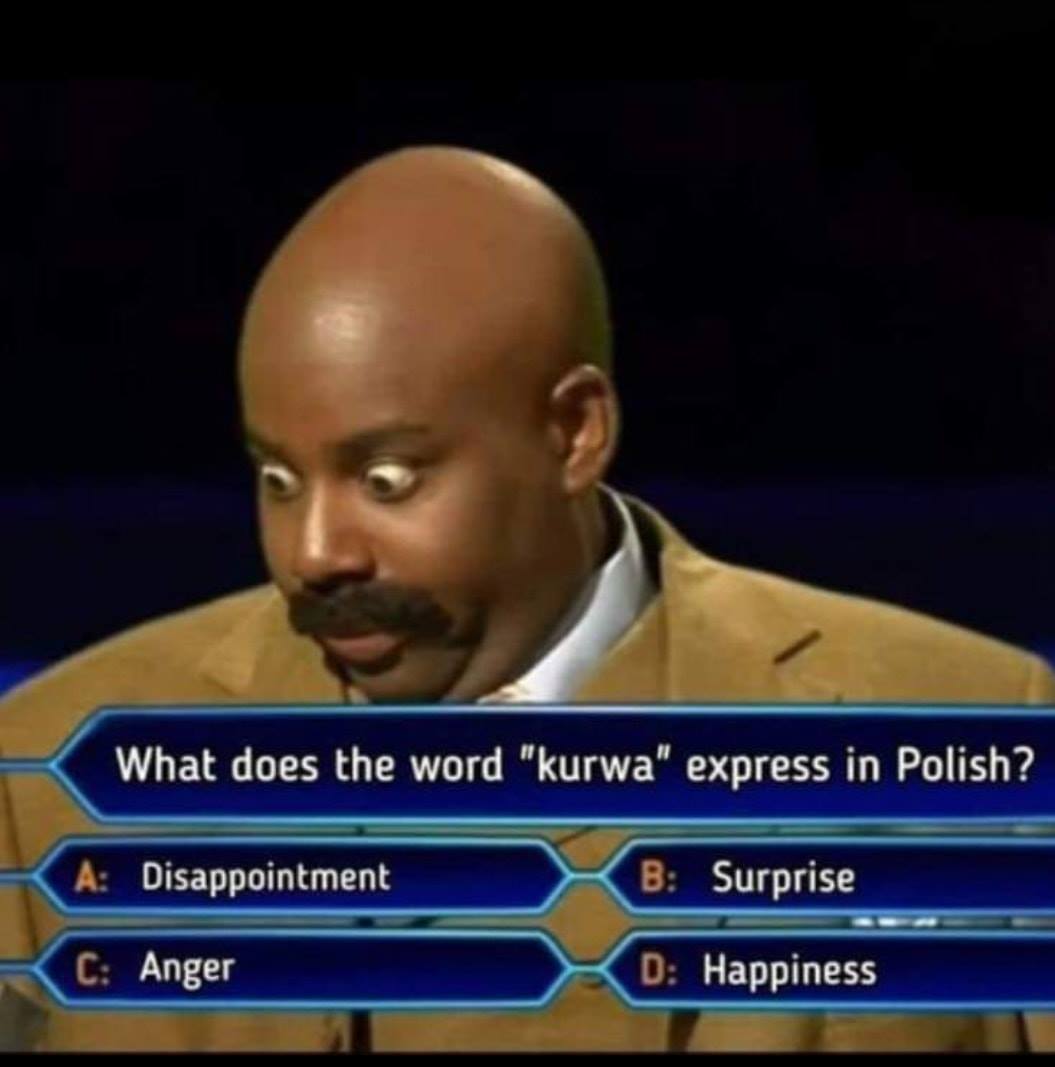 What does the word "kurwa" express in Polish?
A: Disappointment
B: Surprise
C: Anger
D: Happiness